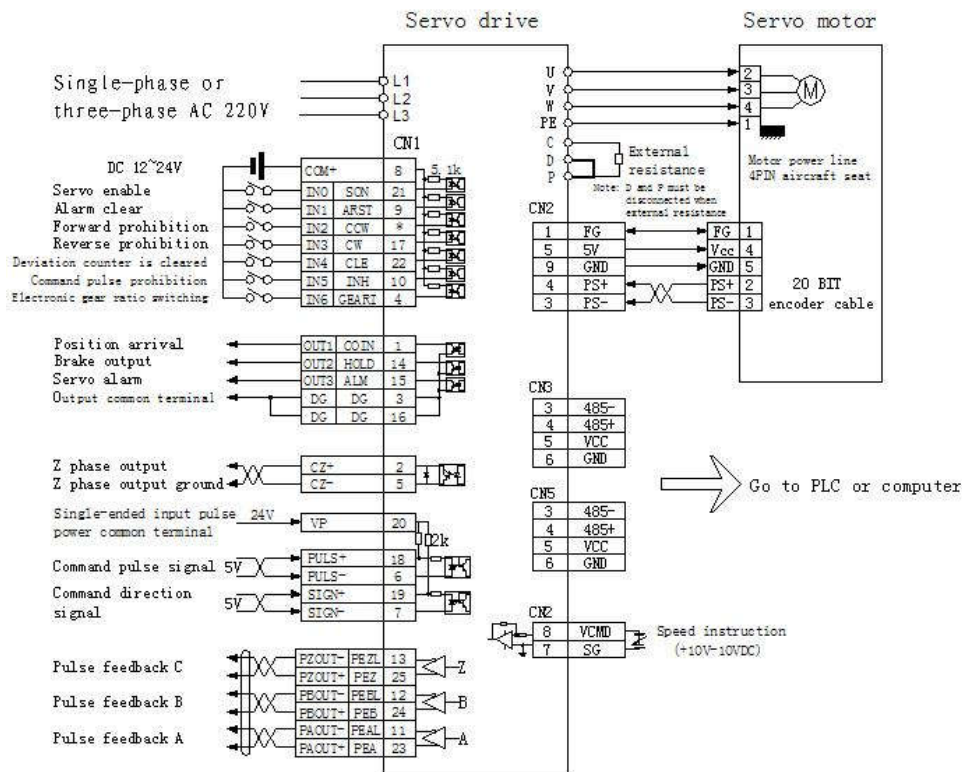 Servo drive
Servo motor
Single-phase or
three-phase AC 220V
L1
L2
L3
U
V
W
PE
C
D
P
2
3
4
1
M
External
resistance
Note: D and P must be
disconnected when
external resistance
Motor power line
4PIN aircraft seat
CN1
DC 12~24V
COM+ 8
5.1k
Servo enable IN0 SON 21
Alarm clear IN1 ARST 9
Forward prohibition IN2 CCW *
Reverse prohibition IN3 CW 17
Deviation counter is cleared IN4 CLE 22
Command pulse prohibition IN5 INH 10
Electronic gear ratio switching IN6 GEAR1 4
CN2
1 FG FG 1
5 5V Vcc 4
9 GND GND 5
4 PS+ PS+ 2
3 PS- PS- 3
20 BIT
encoder cable
Position arrival OUT1 COIN 1
Brake output OUT2 HOLD 14
Servo alarm OUT3 ALM 15
Output common terminal DG DG 3
DG DG 16
CN3
3 485-
4 485+
5 VCC
6 GND
Z phase output CZ+ 2
Z phase output ground CZ- 5
CN5
3 485-
4 485+
5 VCC
6 GND
Go to PLC or computer
Single-ended input pulse
power common terminal
24V
VP 20
2k
Command pulse signal 5V PULS+ 18
PULS- 6
Command direction
signal
5V
SIGN+ 19
SIGN- 7
CN2
8 VCMD
7 SG
Speed instruction
(+10V-10VDC)
Pulse feedback C PZOUT- PEZL 13
PZOUT+ PEZ 25
Z
Pulse feedback B PBOUT- PEBL 12
PBOUT+ PEB 24
B
Pulse feedback A PAOUT- PEAL 11
PAOUT+ PEA 23
A